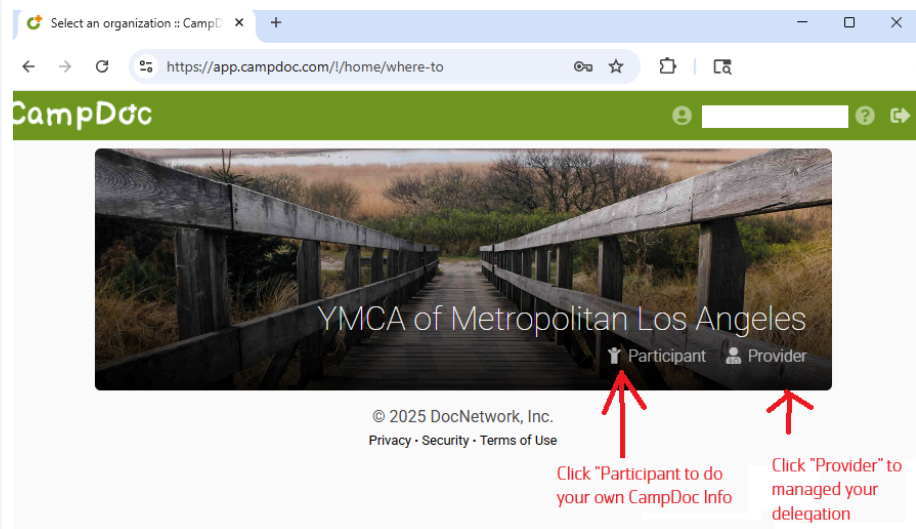 Select an organization :: CampD
https://app.campdoc.com/!/home/where-to
CampDoc
YMCA of Metropolitan Los Angeles
Participant Provider
© 2025 DocNetwork, Inc.
Privacy · Security · Terms of Use
Click "Participant to do
your own CampDoc Info
Click "Provider" to
managed your
delegation